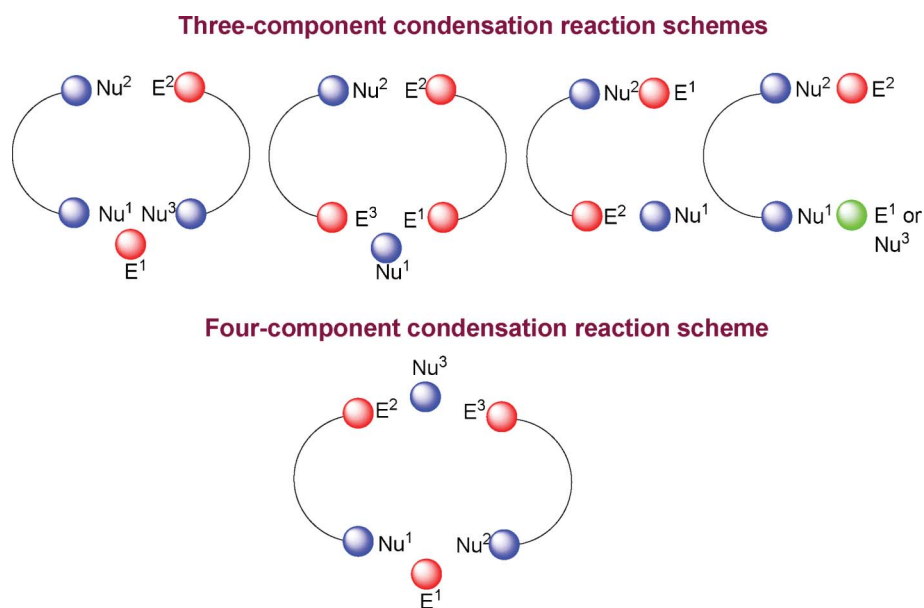 Three-component condensation reaction schemes
Nu² E² Nu² E² Nu² E¹ Nu² E²
Nu¹ Nu³ E³ E¹ E² Nu¹ Nu¹ E¹ or
Nu³
E¹ Nu¹
Four-component condensation reaction scheme
Nu³
E² E³
Nu¹ Nu²
E¹